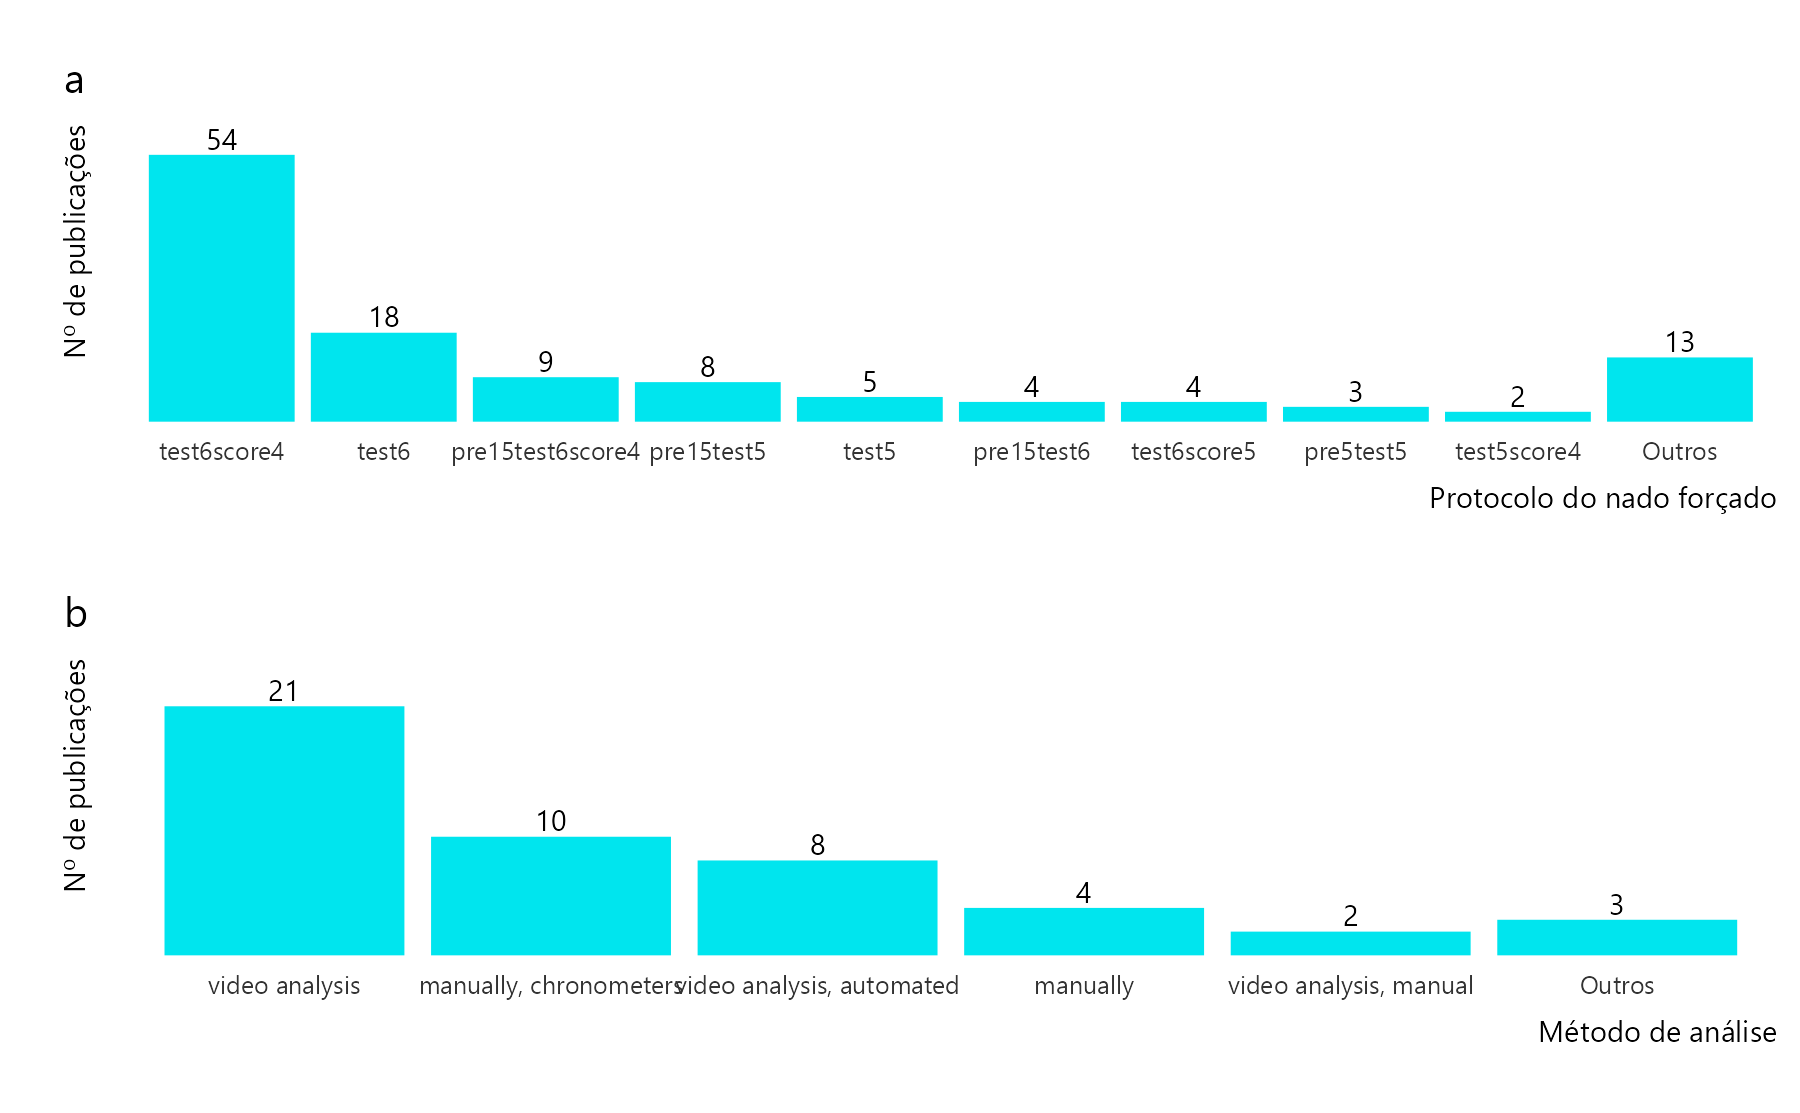 a
Nº de publicações
54
18
9
8
5
4
4
3
2
13
test6score4 test6 pre15test6score4 pre15test5 test5 pre15test6 test6score5 pre5test5 test5score4 Outros
Protocolo do nado forçado
b
Nº de publicações
21
10
8
4
2
3
video analysis manually, chronometers video analysis, automated manually video analysis, manual Outros
Método de análise